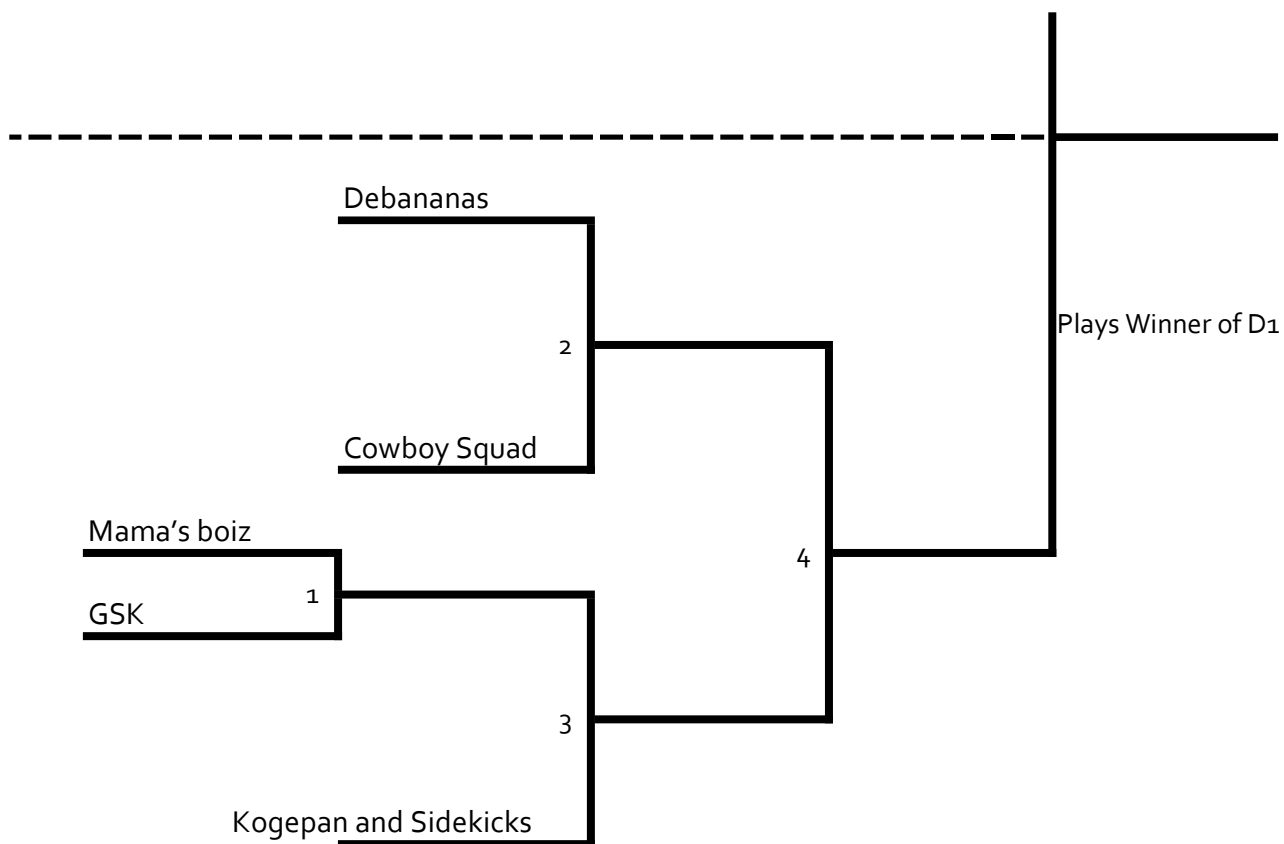 Debananas
Plays Winner of D1
2
Cowboy Squad
Mama's boiz
4
1
GSK
3
Kogepan and Sidekicks